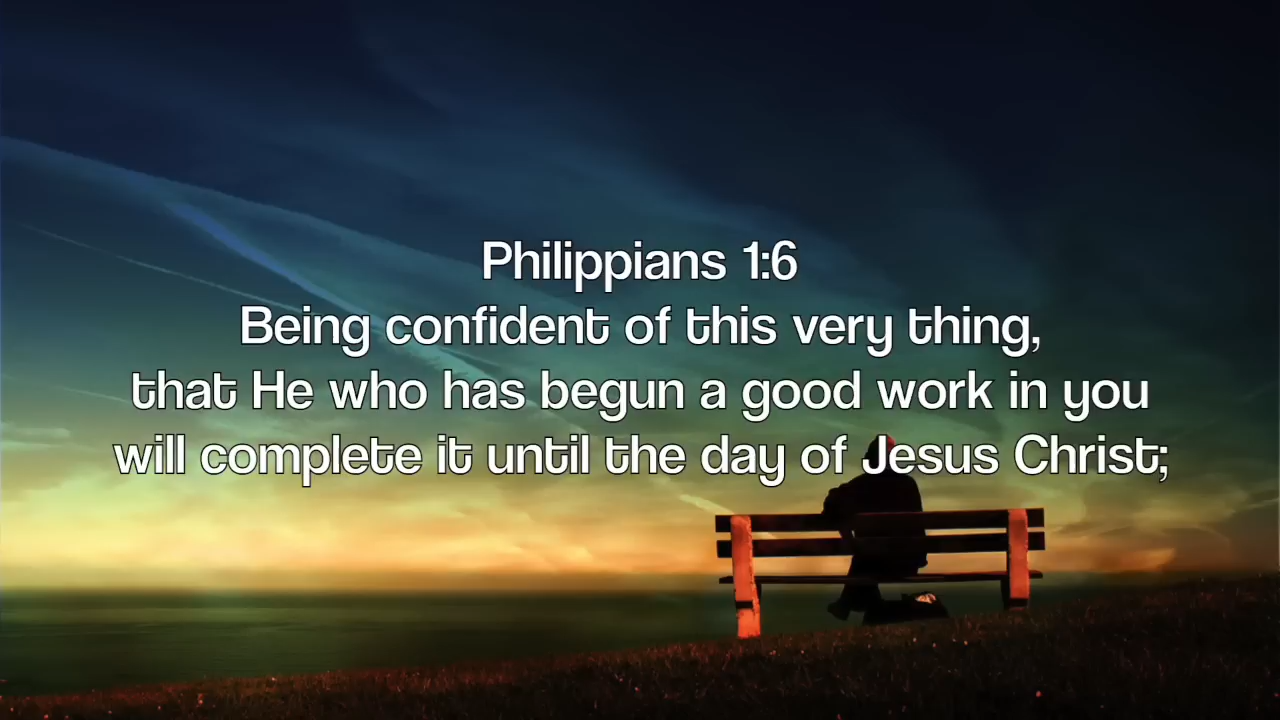 Philippians 1:6
Being confident of this very thing,
that He who has begun a good work in you
will complete it until the day of Jesus Christ;